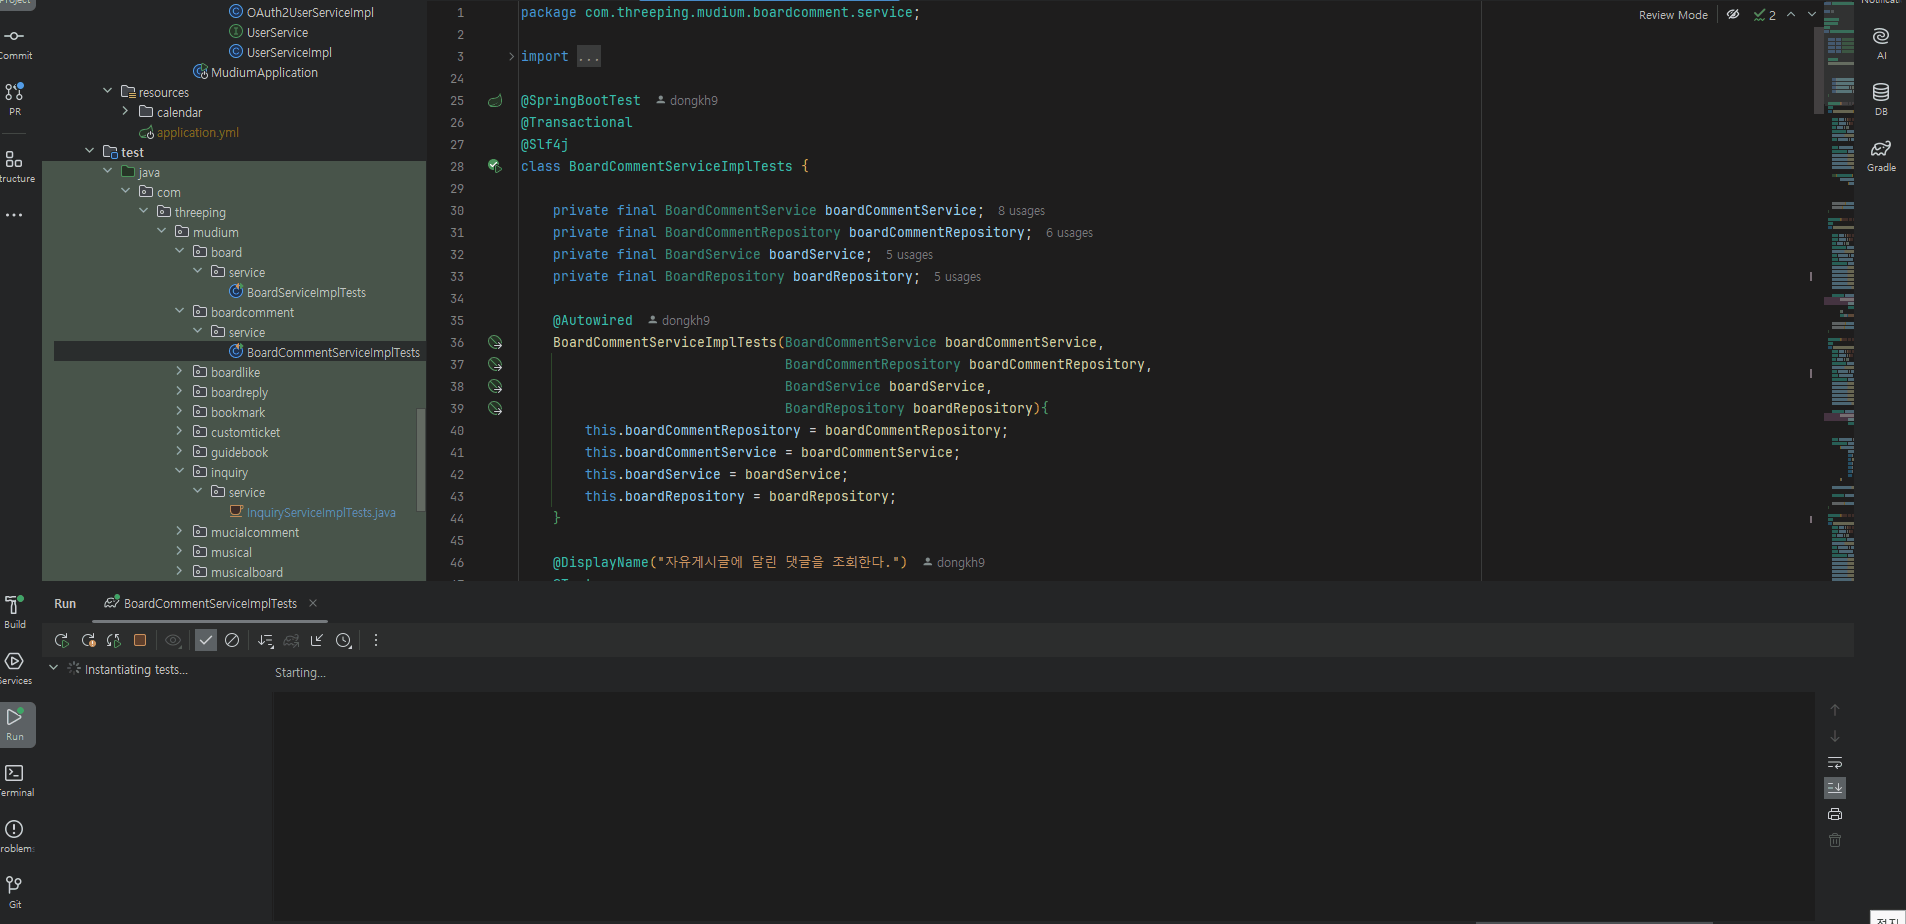 Project
Commit
PR
Structure
OAuth2UserServiceImpl
UserService
UserServiceImpl
MudiumApplication
resources
calendar
application.yml
test
java
com
threeping
mudium
board
service
BoardServiceImplTests
boardcomment
service
BoardCommentServiceImplTests
boardlike
boardreply
bookmark
customticket
guidebook
inquiry
service
InquiryServiceImplTests.java
mucialcomment
musical
musicalboard
1 package com.threeping.mudium.boardcomment.service;
2
3 import ...
24
25 @SpringBootTest dongkh9
26 @Transactional
27 @Slf4j
28 class BoardCommentServiceImplTests {
29
30 private final BoardCommentService boardCommentService; 8 usages
31 private final BoardCommentRepository boardCommentRepository; 6 usages
32 private final BoardService boardService; 5 usages
33 private final BoardRepository boardRepository; 5 usages
34
35 @Autowired dongkh9
36 BoardCommentServiceImplTests(BoardCommentService boardCommentService,
37 BoardCommentRepository boardCommentRepository,
38 BoardService boardService,
39 BoardRepository boardRepository){
40 this.boardCommentRepository = boardCommentRepository;
41 this.boardCommentService = boardCommentService;
42 this.boardService = boardService;
43 this.boardRepository = boardRepository;
44 }
45
46 @DisplayName("자유게시글에 달린 댓글을 조회한다.") dongkh9
Review Mode
2
AI
DB
Gradle
Build
Services
Run
Terminal
Problems
Git
Run BoardCommentServiceImplTests
Instantiating tests...
Starting...